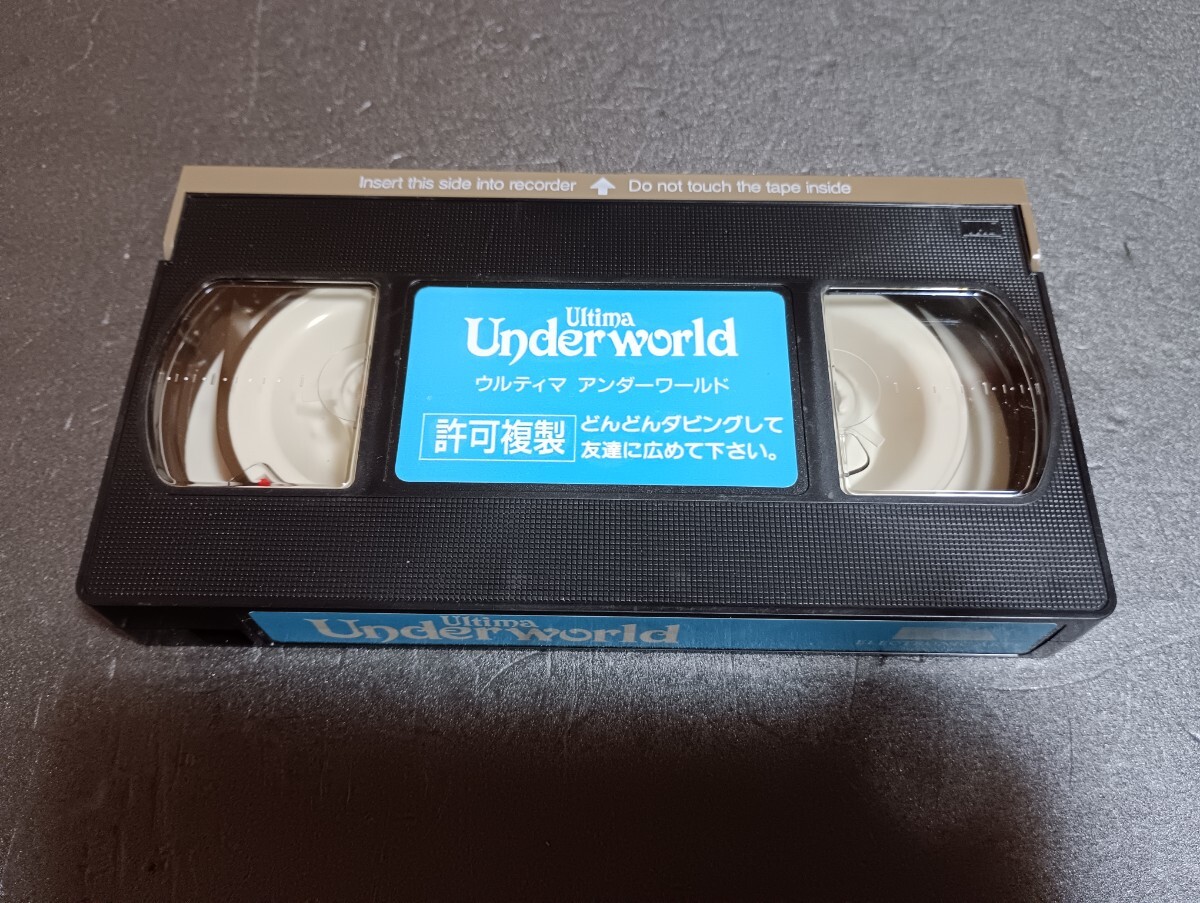 Insert this side into recorder ↑ Do not touch the tape inside
Ultima
Underworld
ウルティマ アンダーワールド
許可複製
どんどんダビングして
友達に広めて下さい。
Ultima
Underworld